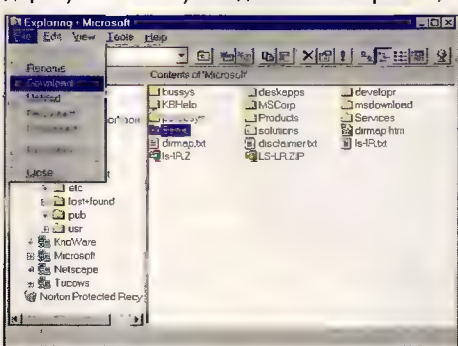 Exploring - Microsoft
File Edit View Tools Help
Rename
Download
Close
Contents of 'Microsoft'
bussys
deskapps
developr
KBHelp
MSCorp
msdownload
Products
Services
solutions
dirmap.htm
dirmap.txt
disclaimer.txt
ls-lR.txt
ls-lR.Z
LS-LR.ZIP
etc
lost+found
pub
usr
KnoWare
Microsoft
Netscape
Tucows
Norton Protected Recy